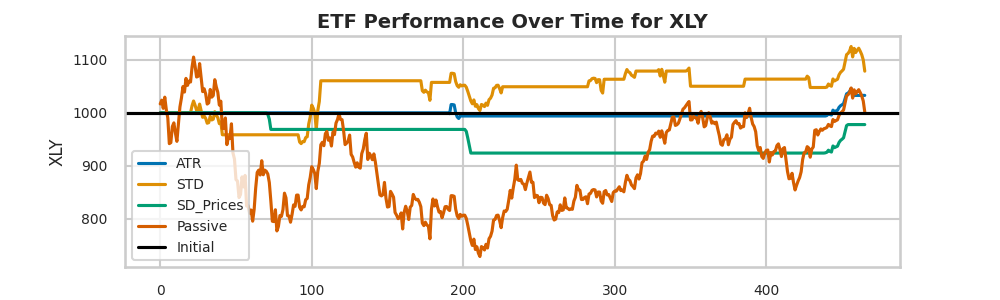 ETF Performance Over Time for XLY
XLY
1100
1000
900
800
ATR
STD
SD_Prices
Passive
Initial
0
100
200
300
400